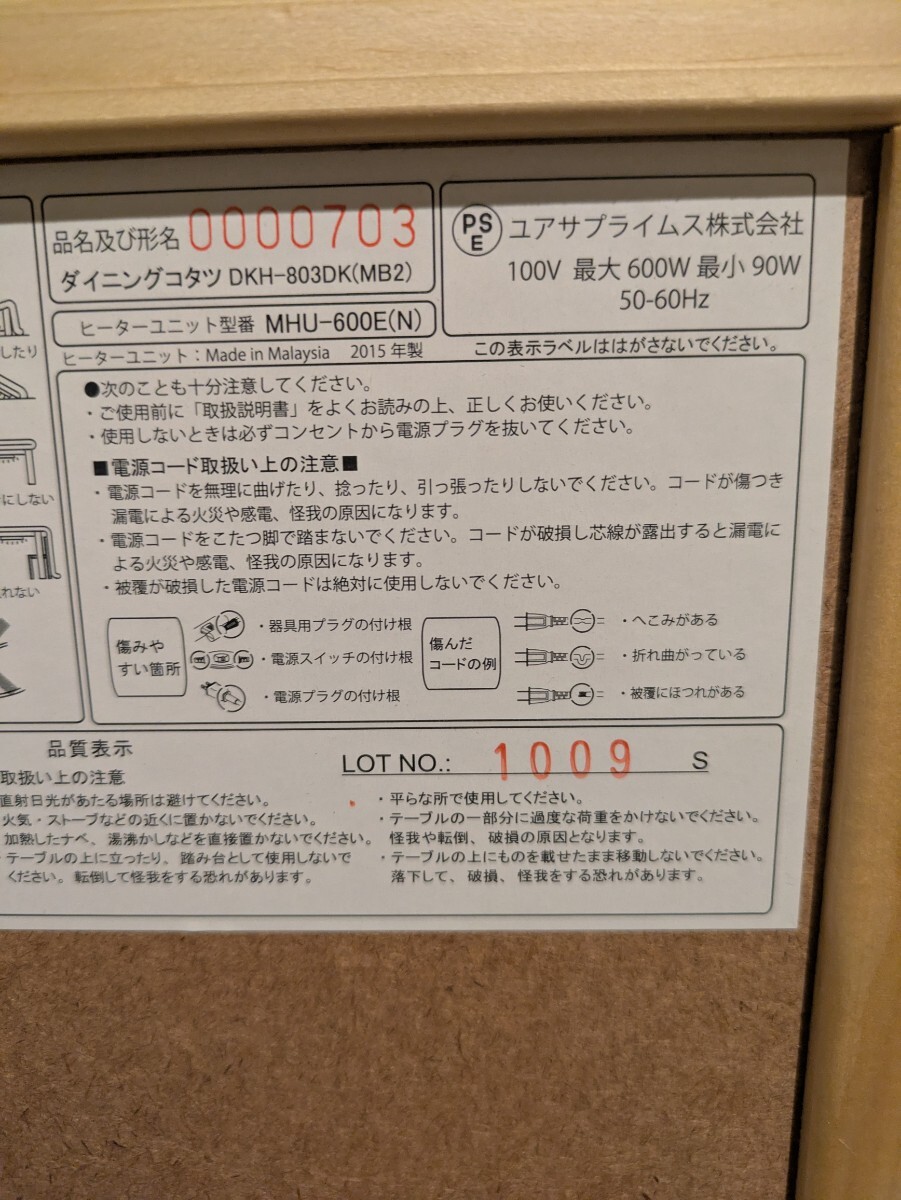 品名及び形名 0000703
ダイニングコタツ DKH-803DK(MB2)
ヒーターユニット型番 MHU-600E(N)
ヒーターユニット：Made in Malaysia 2015年製
PS
E
ユアサプライムス株式会社
100V 最大600W 最小90W
50-60Hz
この表示ラベルははがさないでください。
したり
にしない
れない
●次のことも十分注意してください。
・ご使用前に「取扱説明書」をよくお読みの上、正しくお使いください。
・使用しないときは必ずコンセントから電源プラグを抜いてください。
■電源コード取扱い上の注意■
・電源コードを無理に曲げたり、捻ったり、引っ張ったりしないでください。コードが傷つき
漏電による火災や感電、怪我の原因になります。
・電源コードをこたつ脚で踏まないでください。コードが破損し芯線が露出すると漏電に
よる火災や感電、怪我の原因になります。
・被覆が破損した電源コードは絶対に使用しないでください。
傷みや
すい箇所
・器具用プラグの付け根
・電源スイッチの付け根
・電源プラグの付け根
傷んだ
コードの例
・へこみがある
・折れ曲がっている
・被覆にほつれがある
品質表示
LOT NO.: 1009 S
取扱い上の注意
直射日光があたる場所は避けてください。
火気・ストーブなどの近くに置かないでください。
加熱したナベ、湯沸かしなどを直接置かないでください。
・テーブルの上に立ったり、踏み台として使用しないで
ください。転倒して怪我をする恐れがあります。
・平らな所で使用してください。
・テーブルの一部分に過度な荷重をかけないでください。
怪我や転倒、破損の原因となります。
・テーブルの上にものを載せたまま移動しないでください。
落下して、破損、怪我をする恐れがあります。